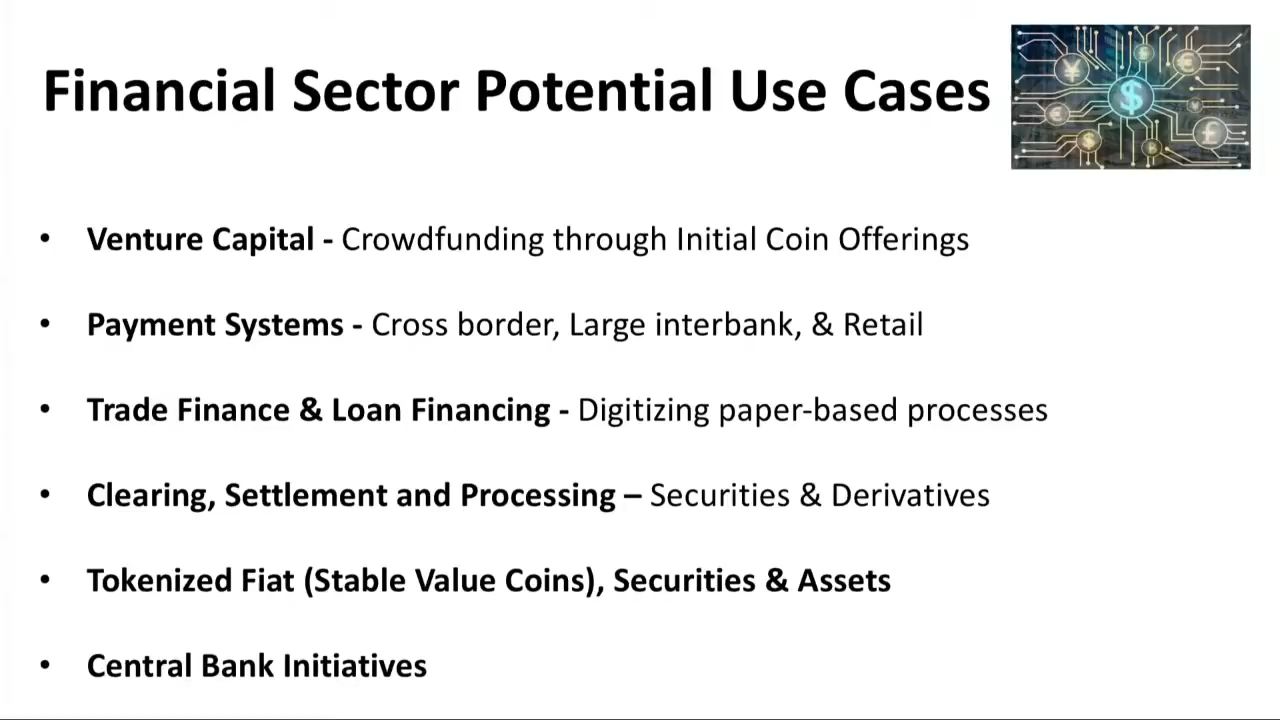 Financial Sector Potential Use Cases
• Venture Capital - Crowdfunding through Initial Coin Offerings
• Payment Systems - Cross border, Large interbank, & Retail
• Trade Finance & Loan Financing - Digitizing paper-based processes
• Clearing, Settlement and Processing – Securities & Derivatives
• Tokenized Fiat (Stable Value Coins), Securities & Assets
• Central Bank Initiatives